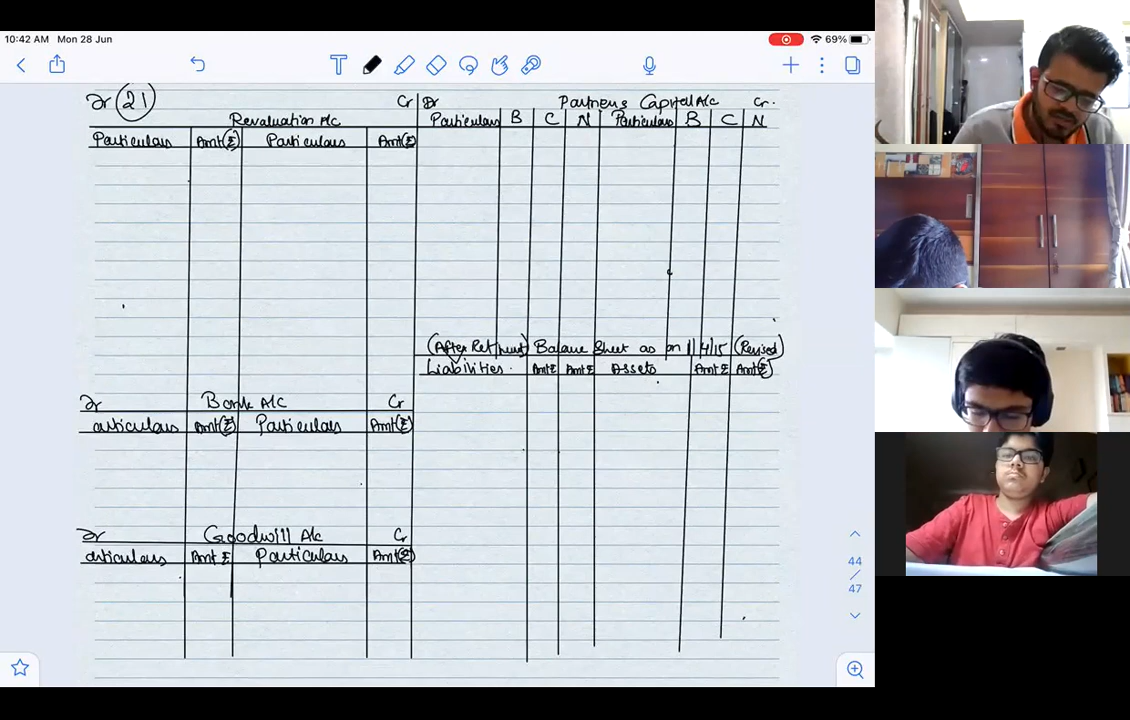 10:42 AM Mon 28 Jun
69%
Dr (21) Cr
Revaluation A/c
Particulars Amt(₹) Particulars Amt(₹)
Dr Partners Capital A/c Cr.
Particulars B C N Particulars B C N
(After Retment) Balance Sheet as on 1/4/15 (Revised)
Liabilities. Amt₹ Amt₹ Assets Amt₹ Amt₹
Dr Bank A/c Cr
articulars Amt(₹) Particulars Amt(₹)
Dr Goodwill A/c Cr
articulars Amt ₹ Particulars Amt(₹)
44
/
47